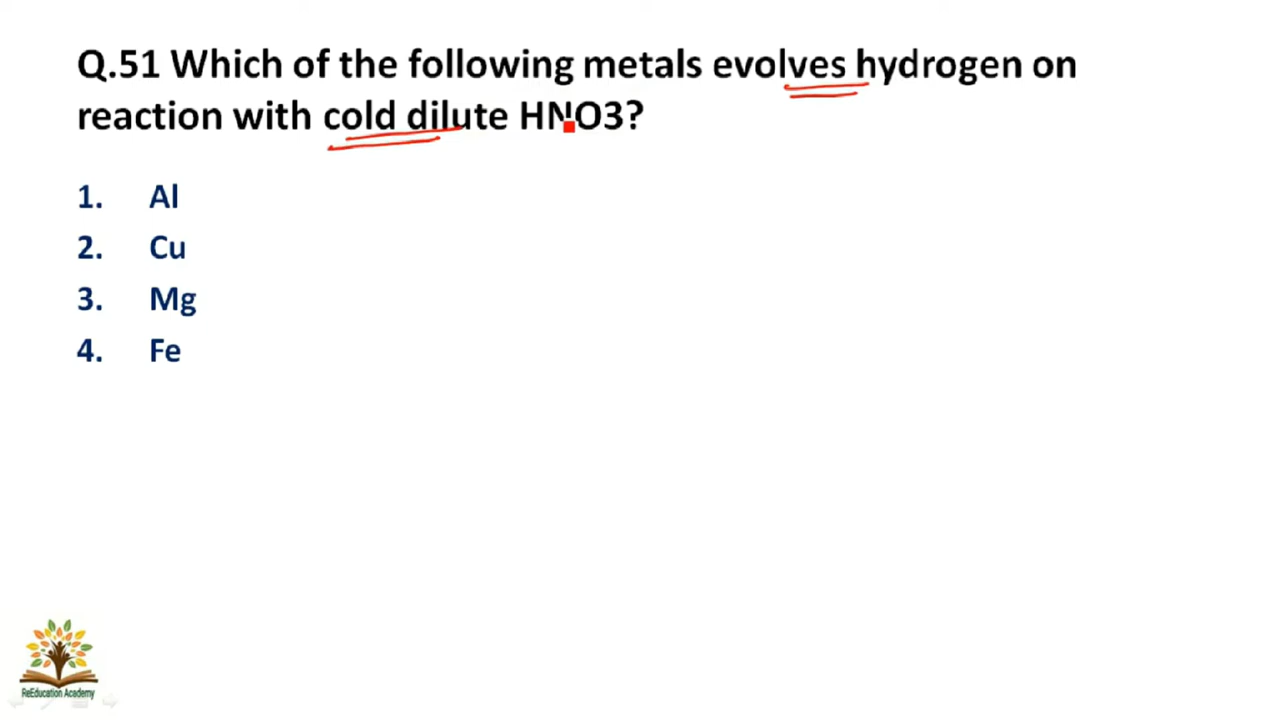 Q.51 Which of the following metals evolves hydrogen on
reaction with cold dilute HNO3?
1. Al
2. Cu
3. Mg
4. Fe
ReEducation Academy